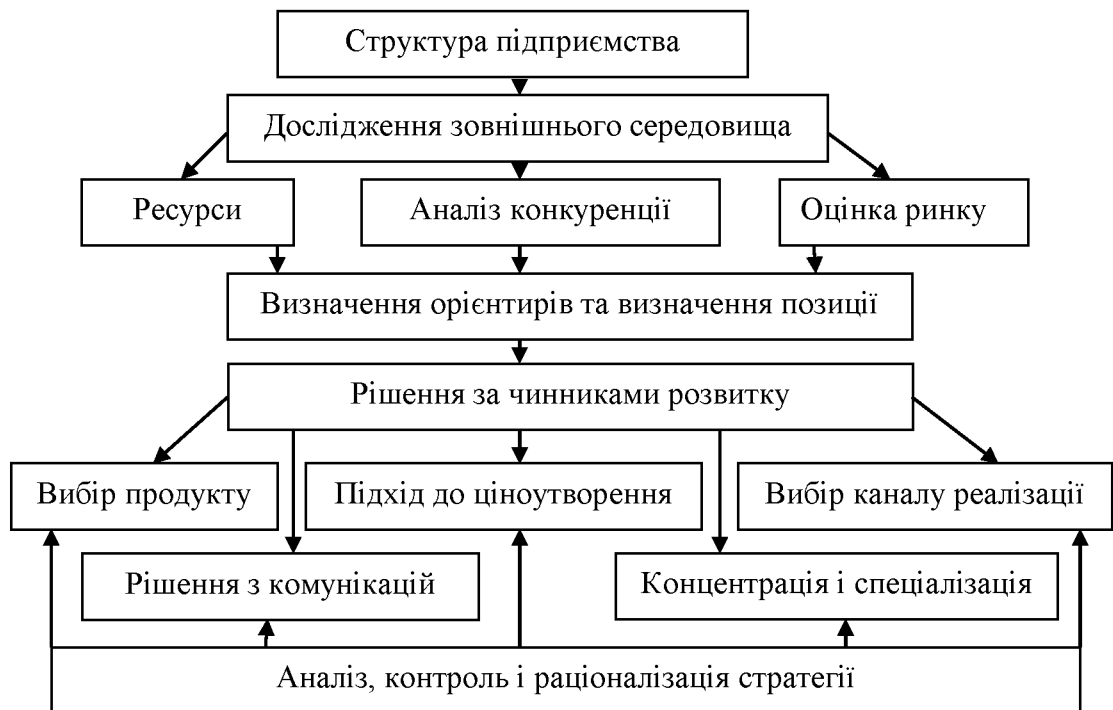 Структура підприємства
Дослідження зовнішнього середовища
Ресурси
Аналіз конкуренції
Оцінка ринку
Визначення орієнтирів та визначення позиції
Рішення за чинниками розвитку
Вибір продукту
Підхід до ціноутворення
Вибір каналу реалізації
Рішення з комунікацій
Концентрація і спеціалізація
Аналіз, контроль і раціоналізація стратегії